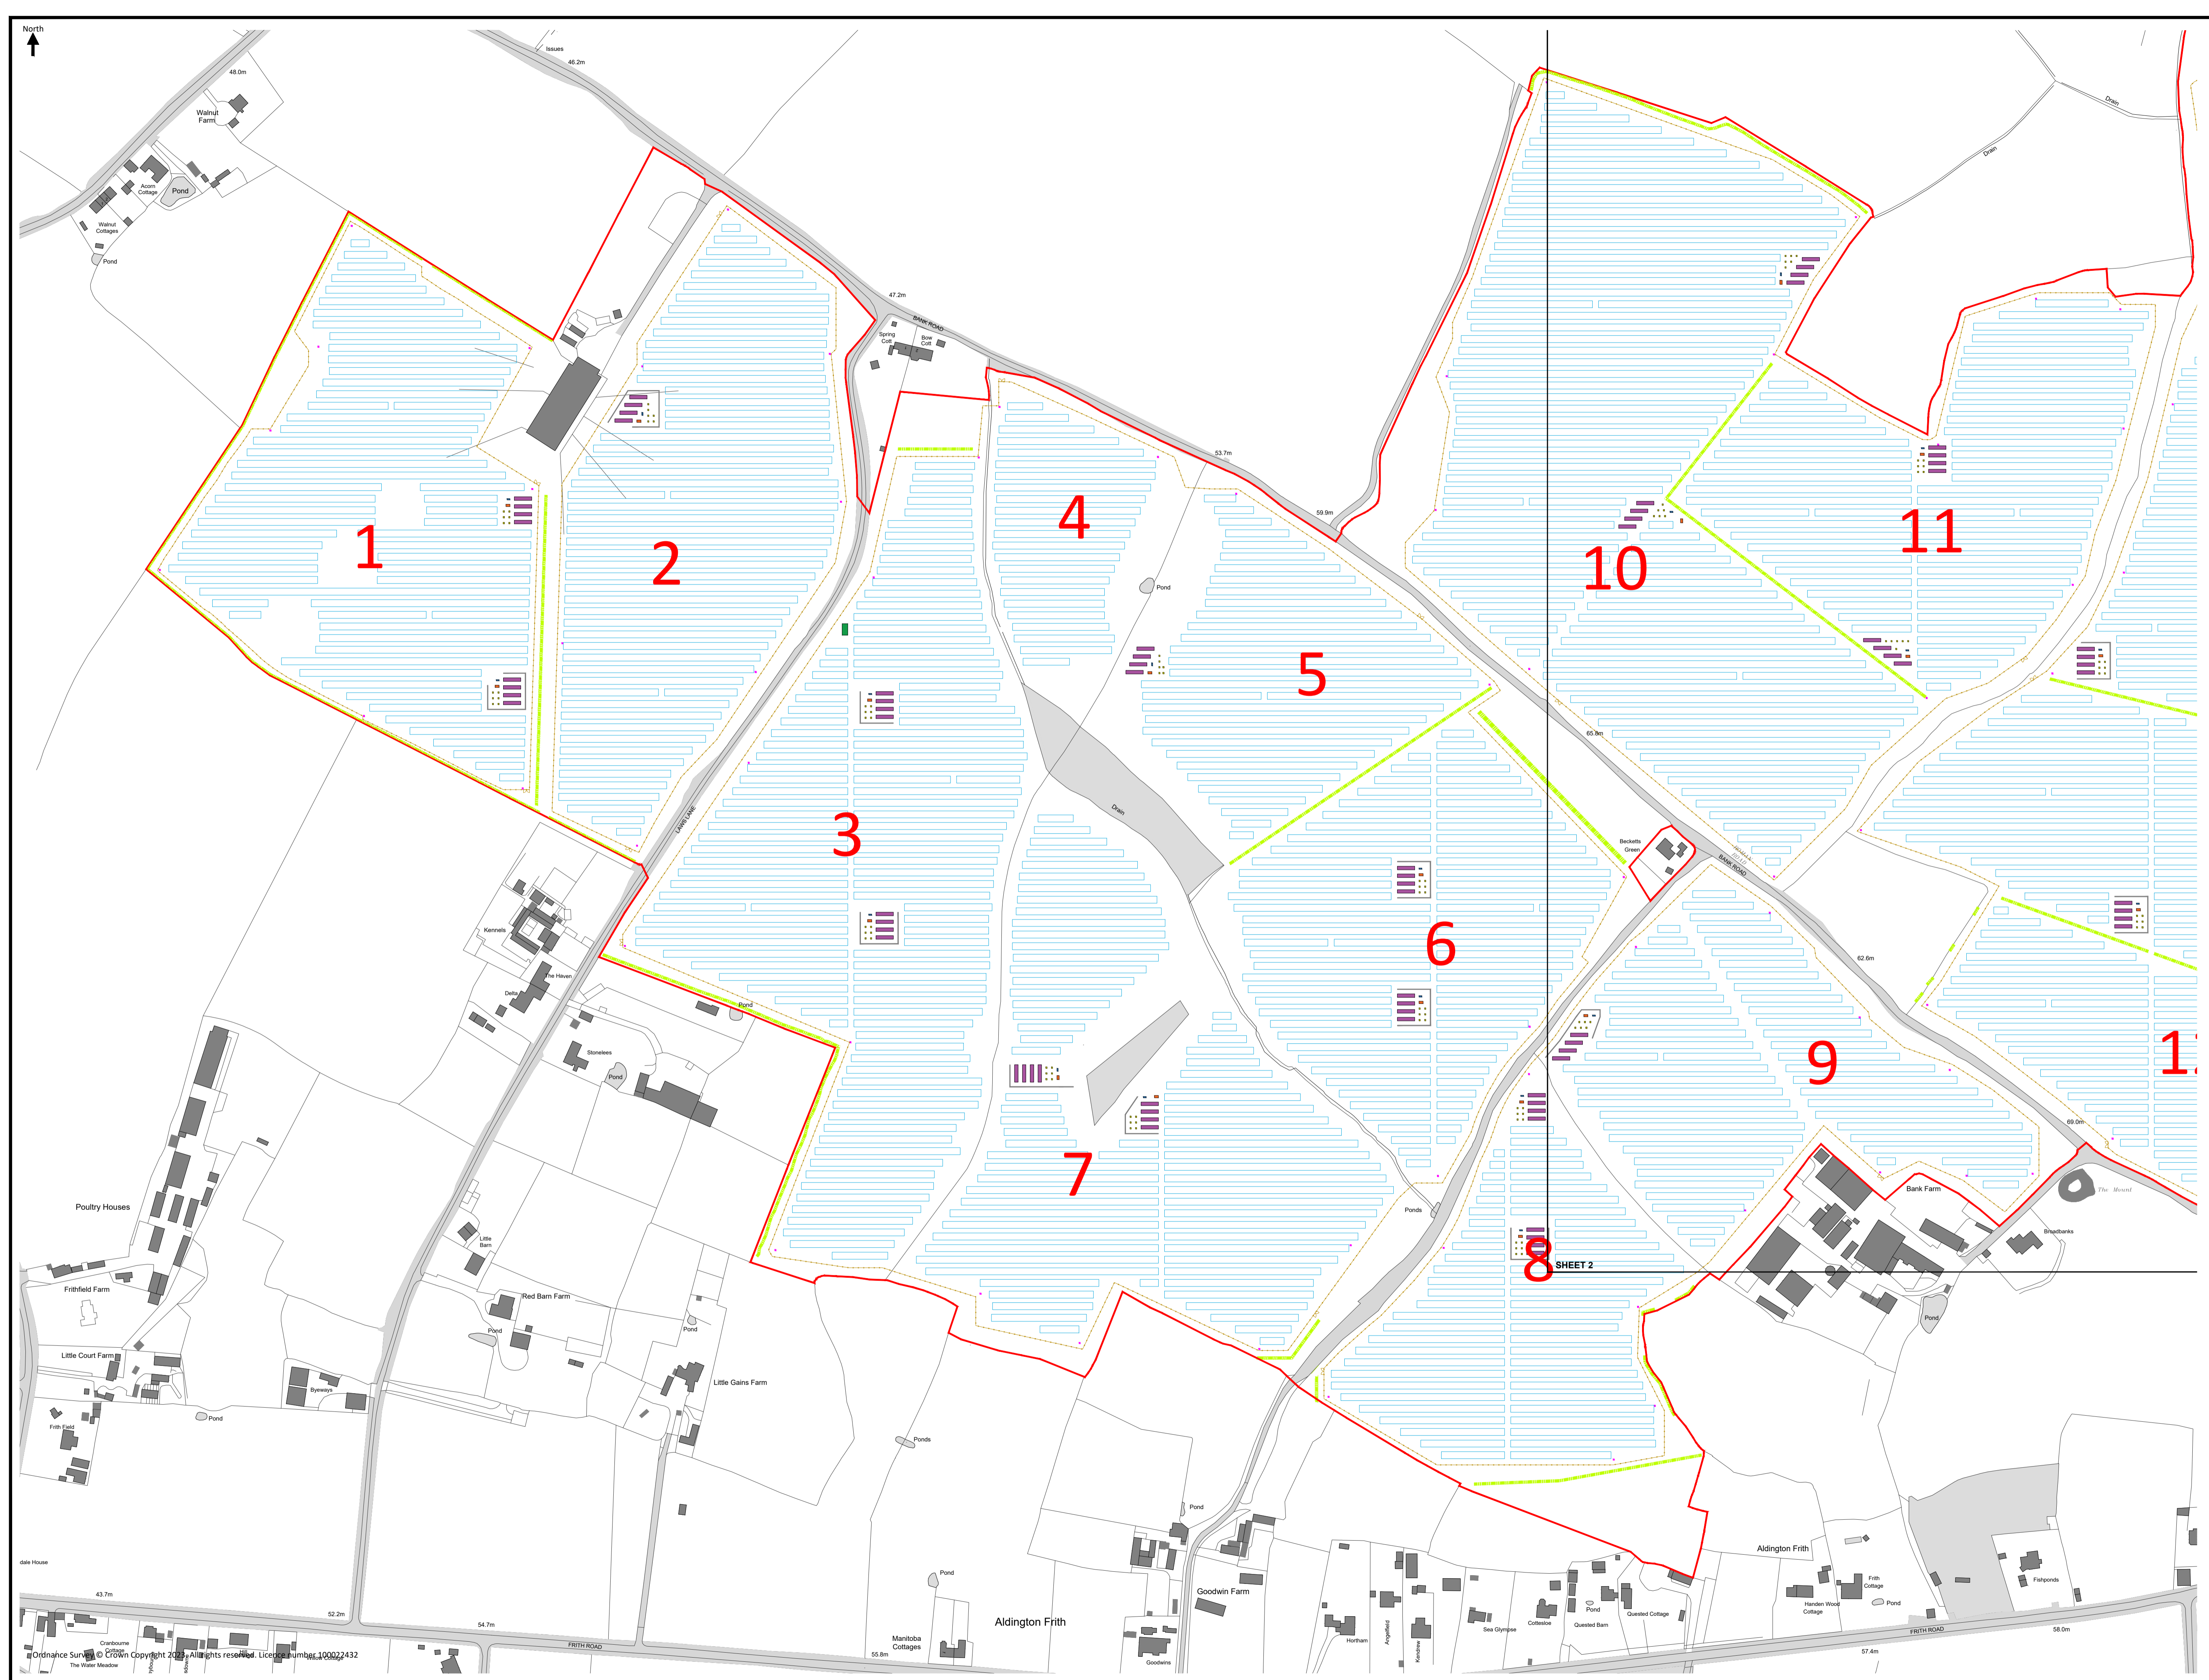 North
Issues
46.2m
48.0m
Walnut
Farm
Drain
Drain
Acorn
Cottage
Pond
Walnut
Cottages
Pond
47.2m
BANK ROAD
Spring
Cott
Bow
Cott
53.7m
59.9m
4
11
1
2
10
Pond
5
65.8m
LAWS LANE
Drain
3
Becketts
Green
BANK ROAD
Kennels
6
62.6m
The Haven
Delta
Pond
Stonelees
Pond
9
69.0m
7
Bank Farm
The Mound
Poultry Houses
Ponds
Little
Barn
Broadbanks
8
SHEET 2
Frithfield Farm
Red Barn Farm
Pond
Pond
Pond
Little Court Farm
Little Gains Farm
Byeways
Pond
Frith Field
Ponds
Pond
Aldington Frith
dale House
Pond
Goodwin Farm
Frith
Cottage
Fishponds
43.7m
Handen Wood
Cottage
Pond
52.2m
Pond
Quested Cottage
54.7m
Aldington Frith
Cottesloe
Quested Barn
Sea Glympse
FRITH ROAD
58.0m
Angelfield
Kendrew
Hortham
Manitoba
Cottages
FRITH ROAD
Cranbourne
Cottage
57.4m
55.8m
Ordnance Survey © Crown Copyright 2023. All rights reserved. Licence number 100022432
The Water Meadow
Goodwins